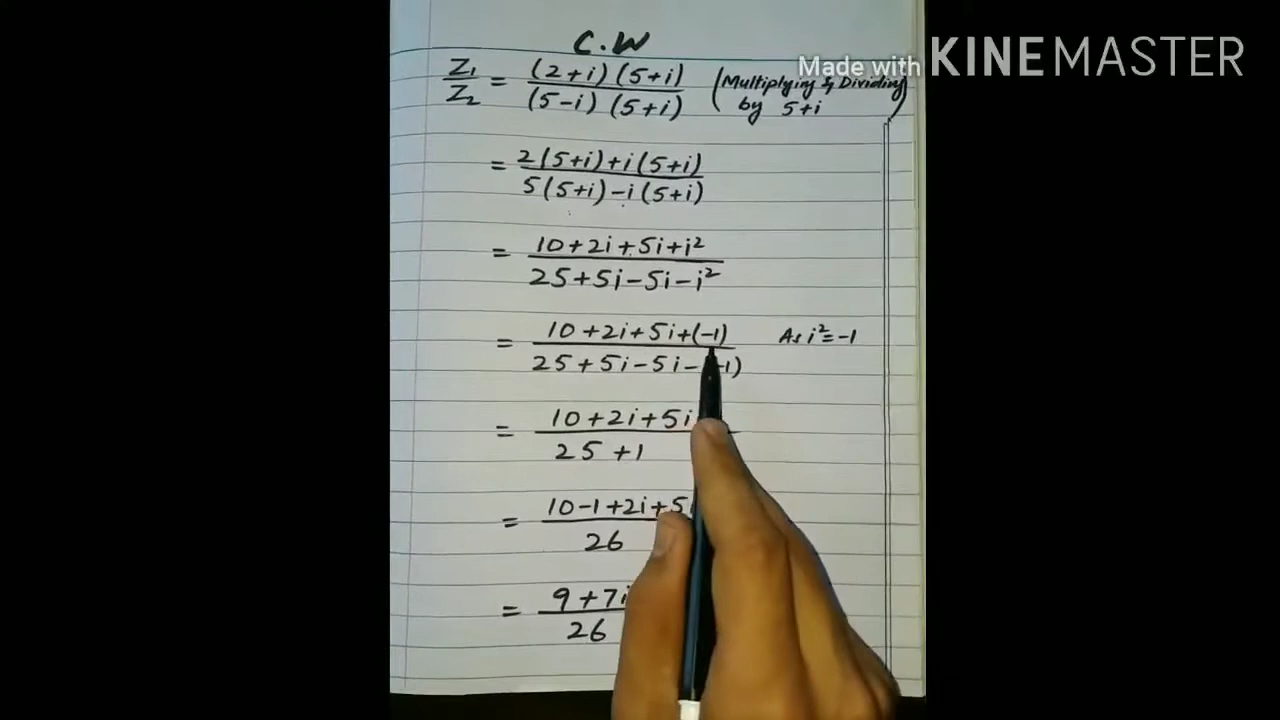 C.W
Made with KINEMASTER
Z₁/Z₂ = (2+i)(5+i)/(5-i)(5+i) (Multiplying & Dividing
by 5+i)
= 2(5+i)+i(5+i)/5(5+i)-i(5+i)
= 10+2i+5i+i²/25+5i-5i-i²
= 10+2i+5i+(-1)/25+5i-5i-(-1) As i²=-1
= 10+2i+5i/25+1
= 10-1+2i+5i/26
= 9+7i/26